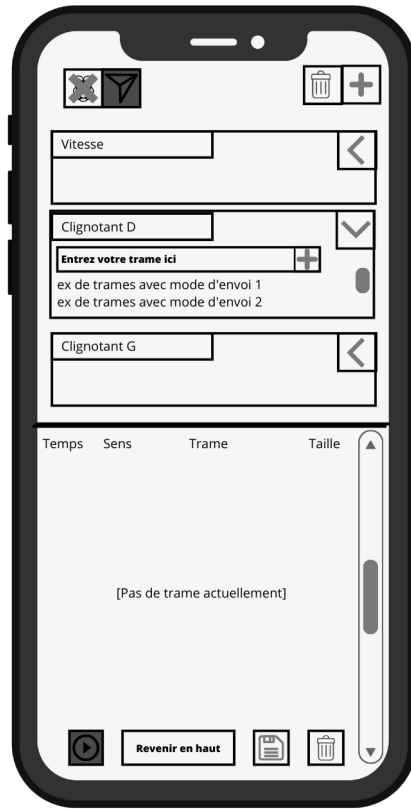 Vitesse
Clignotant D
Entrez votre trame ici
ex de trames avec mode d'envoi 1
ex de trames avec mode d'envoi 2
Clignotant G
Temps Sens Trame Taille
[Pas de trame actuellement]
Revenir en haut